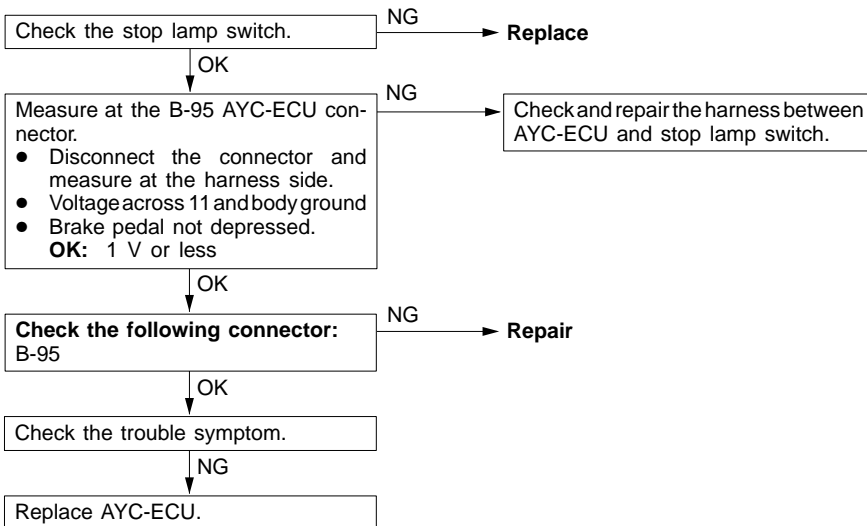 Check the stop lamp switch.
NG
Replace
OK
Measure at the B-95 AYC-ECU con-
nector.
● Disconnect the connector and
measure at the harness side.
● Voltage across 11 and body ground
● Brake pedal not depressed.
OK: 1 V or less
NG
Check and repair the harness between
AYC-ECU and stop lamp switch.
OK
Check the following connector:
B-95
NG
Repair
OK
Check the trouble symptom.
NG
Replace AYC-ECU.